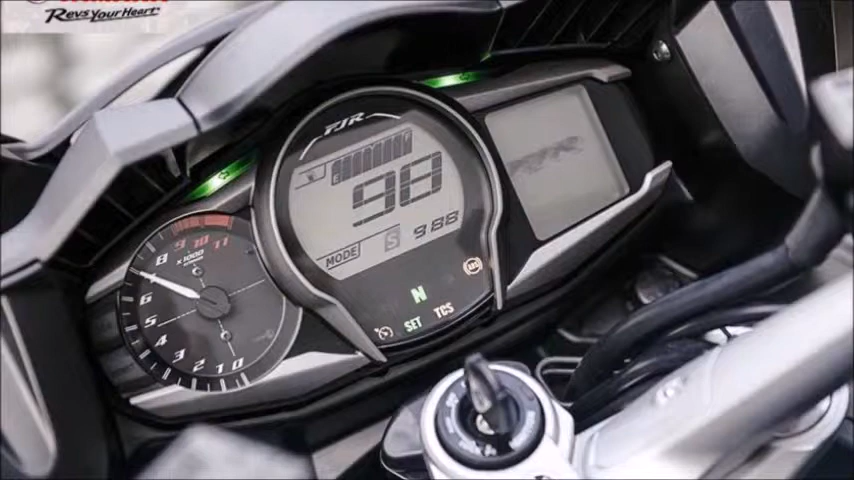 Revs Your Heart
FJR
E
98
988
MODE
S
ABS
N
SET
TCS
x1000
r/min
0
1
2
3
4
5
6
8
9
10
11